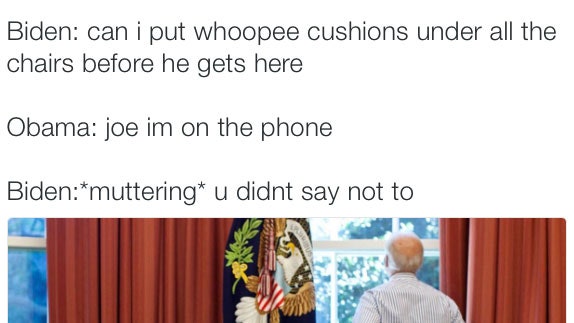 Biden: can i put whoopee cushions under all the
chairs before he gets here
Obama: joe im on the phone
Biden:*muttering* u didnt say not to